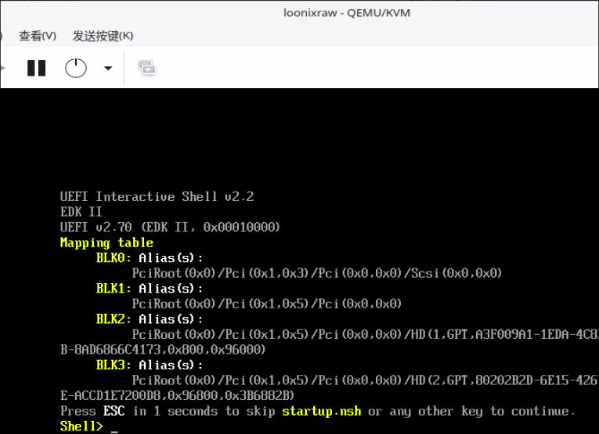 loonixraw - QEMU/KVM
) 查看(V) 发送按键(K)
UEFI Interactive Shell v2.2
EDK II
UEFI v2.70 (EDK II, 0x00010000)
Mapping table
BLK0: Alias(s):
PciRoot(0x0)/Pci(0x1,0x3)/Pci(0x0,0x0)/Scsi(0x0,0x0)
BLK1: Alias(s):
PciRoot(0x0)/Pci(0x1,0x5)/Pci(0x0,0x0)
BLK2: Alias(s):
PciRoot(0x0)/Pci(0x1,0x5)/Pci(0x0,0x0)/HD(1,GPT,A3F009A1-1EDA-4C8
B-8AD6866C4173,0x800,0x96000)
BLK3: Alias(s):
PciRoot(0x0)/Pci(0x1,0x5)/Pci(0x0,0x0)/HD(2,GPT,80202B2D-6E15-426
E-ACCD1E7200D8,0x96800,0x3B6882B)
Press ESC in 1 seconds to skip startup.nsh or any other key to continue.
Shell> _